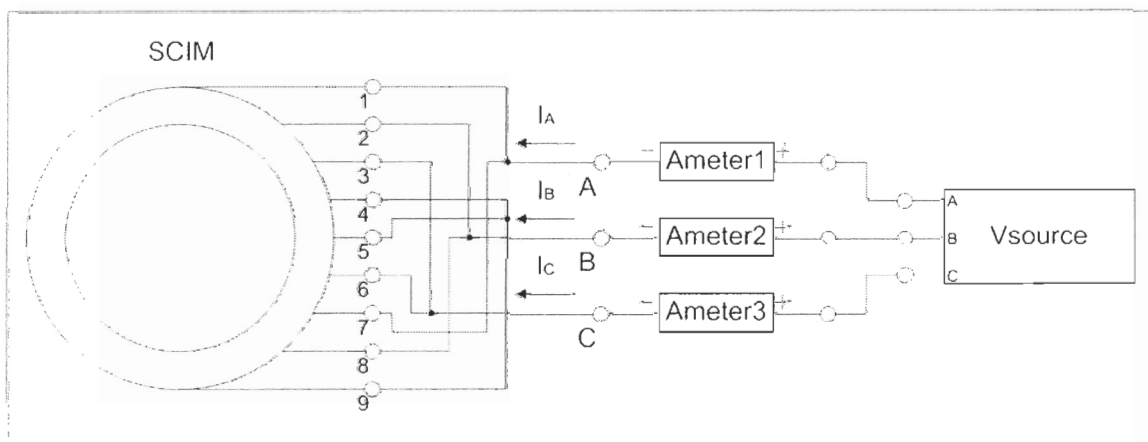 SCIM
1
2
3
4
5
6
7
8
9
IA
A
− Ameter1 +
IB
B
− Ameter2 +
IC
C
− Ameter3 +
A
B
C
Vsource